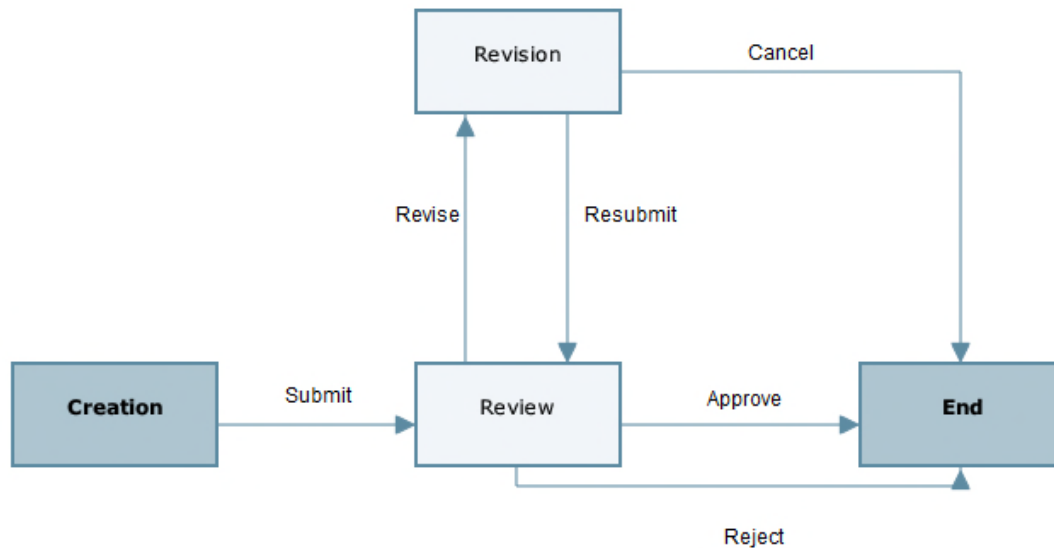 Revision
Cancel
Revise
Resubmit
Creation
Submit
Review
Approve
End
Reject